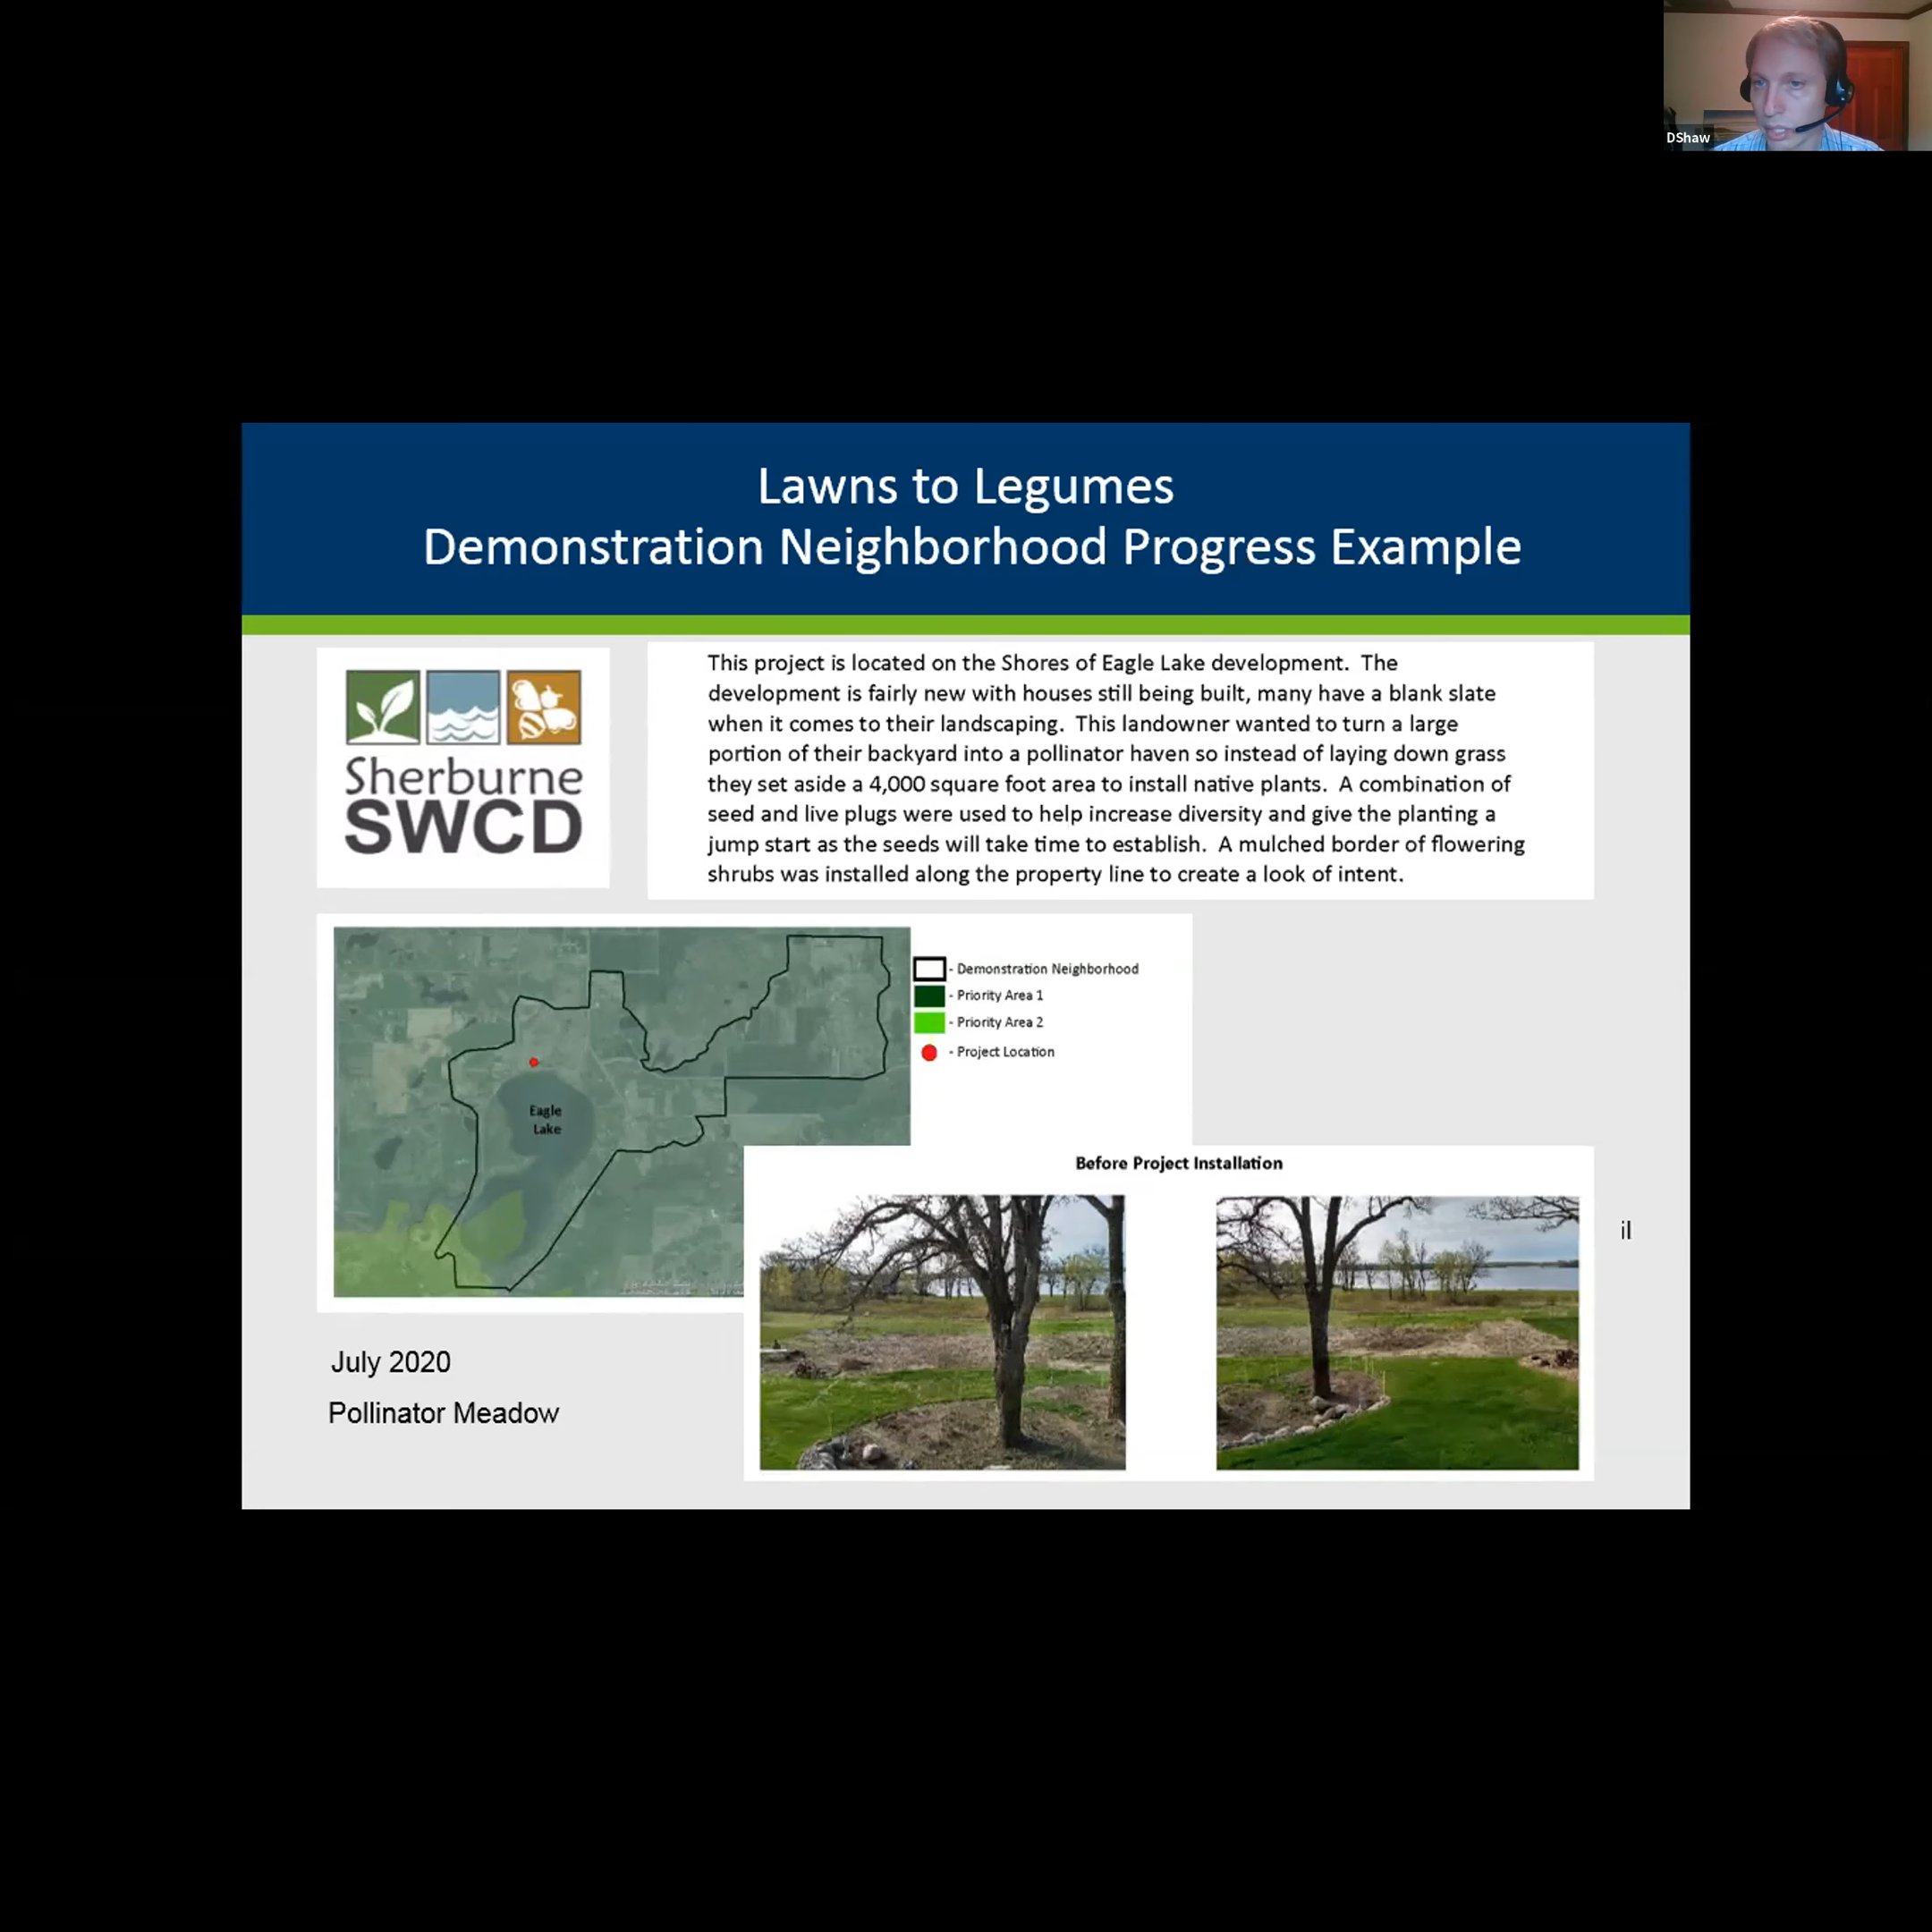 DShaw
Lawns to Legumes
Demonstration Neighborhood Progress Example
Sherburne
SWCD
This project is located on the Shores of Eagle Lake development. The
development is fairly new with houses still being built, many have a blank slate
when it comes to their landscaping. This landowner wanted to turn a large
portion of their backyard into a pollinator haven so instead of laying down grass
they set aside a 4,000 square foot area to install native plants. A combination of
seed and live plugs were used to help increase diversity and give the planting a
jump start as the seeds will take time to establish. A mulched border of flowering
shrubs was installed along the property line to create a look of intent.
- Demonstration Neighborhood
- Priority Area 1
- Priority Area 2
- Project Location
Eagle
Lake
Before Project Installation
il
July 2020
Pollinator Meadow